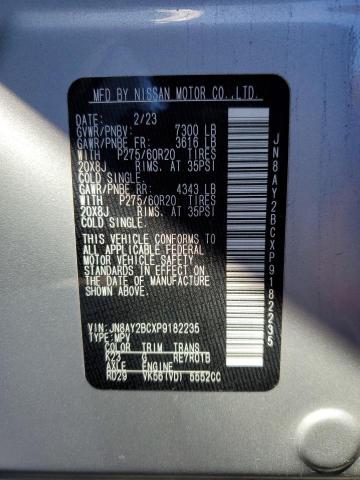 MFD BY NISSAN MOTOR CO.,LTD.
DATE: 2/23
GVWR/PNBV: 7300 LB
GAWR/PNBE FR: 3616 LB
WITH P275/60R20 TIRES
20X8J RIMS, AT 35PSI
COLD SINGLE
GAWR/PNBE RR: 4343 LB
WITH P275/60R20 TIRES
20X8J RIMS, AT 35PSI
COLD SINGLE
THIS VEHICLE CONFORMS TO
ALL APPLICABLE FEDERAL
MOTOR VEHICLE SAFETY
STANDARDS IN EFFECT ON THE
DATE OF MANUFACTURE SHOWN
ABOVE.
VIN:JN8AY2BCXP9182235
TYPE:MPV
COLOR TRIM TRANS
K23 G RE7R01B
AXLE ENGINE
RD29 VK56(VD) 5552CC
JN8AY2BCXP9182235